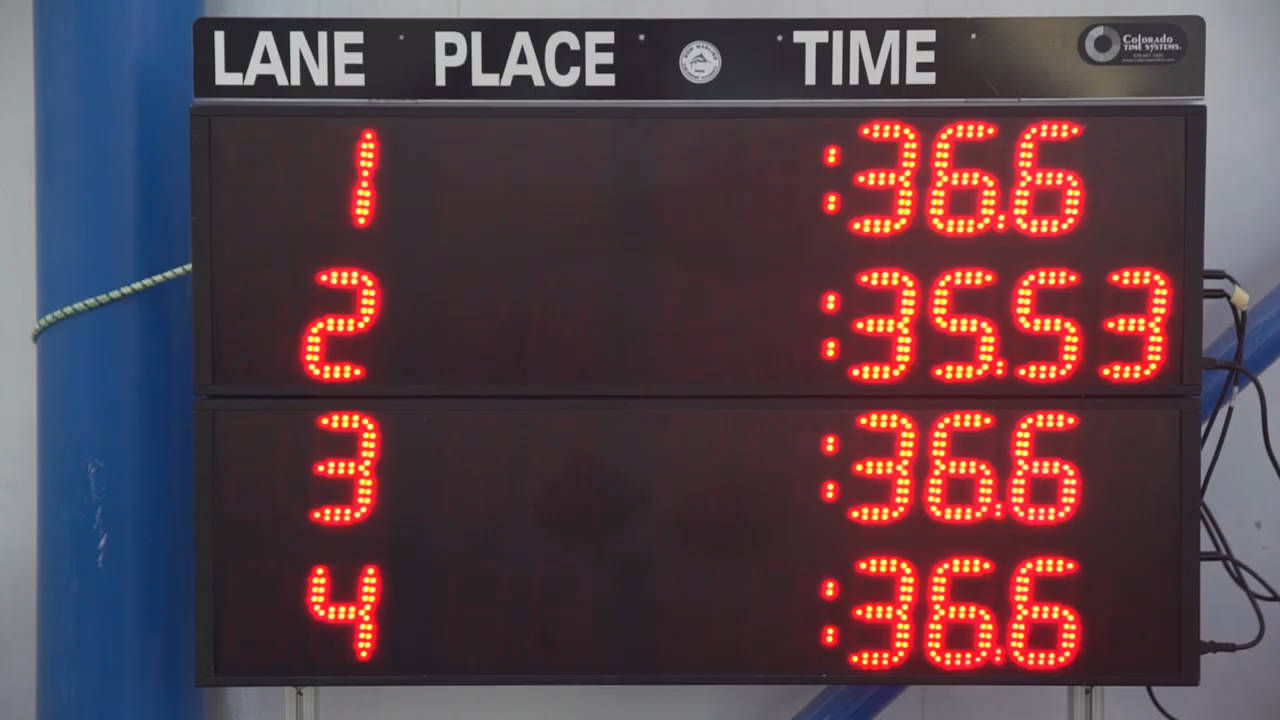 LANE PLACE TIME
Colorado
TIME SYSTEMS.
1 :36.6
2 :35.53
3 :36.6
4 :36.6